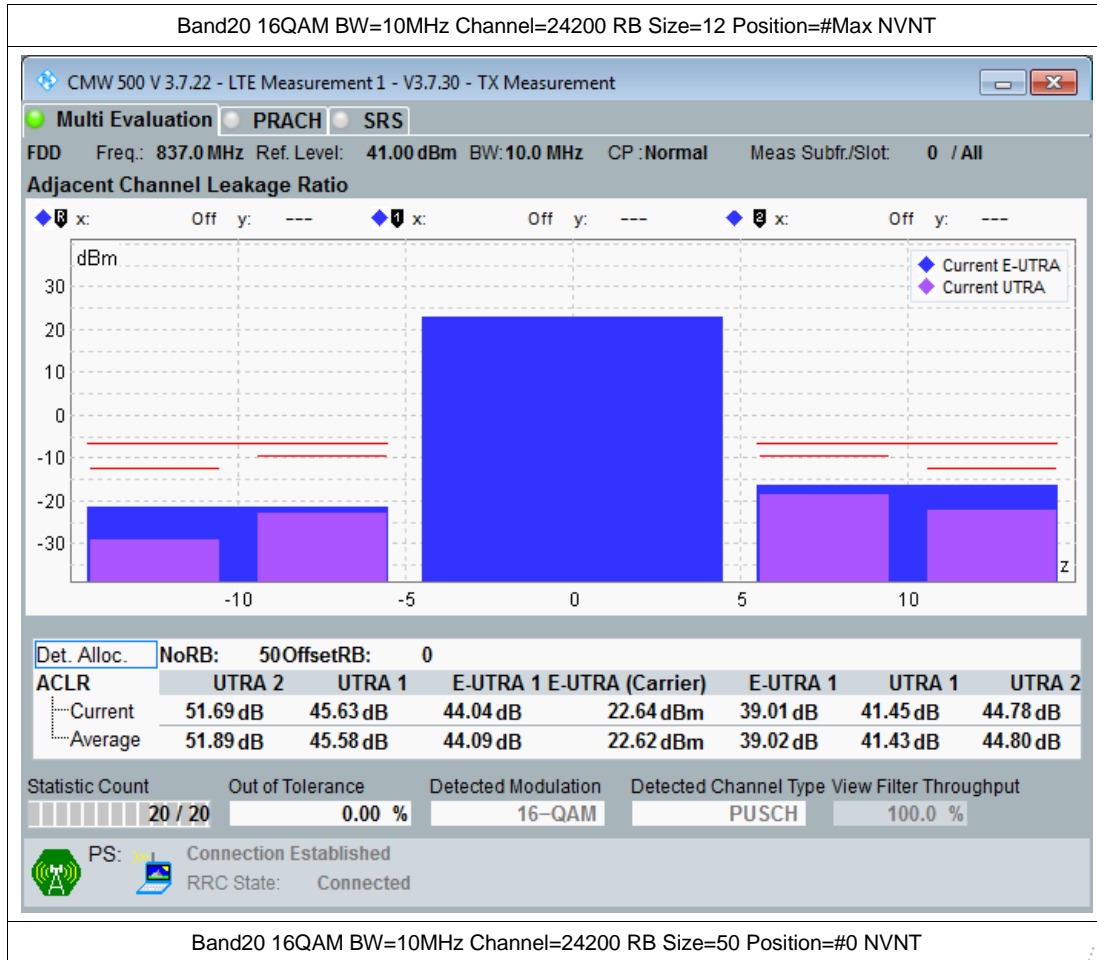 Band20 16QAM BW=10MHz Channel=24200 RB Size=12 Position=#Max NVNT
CMW 500 V 3.7.22 - LTE Measurement 1 - V3.7.30 - TX Measurement
Multi Evaluation PRACH SRS
FDD Freq.: 837.0 MHz Ref. Level: 41.00 dBm BW: 10.0 MHz CP : Normal Meas Subfr./Slot: 0 / All
Adjacent Channel Leakage Ratio
R x: Off y: --- 1 x: Off y: --- 2 x: Off y: ---
dBm
Current E-UTRA
Current UTRA
30
20
10
0
-10
-20
-30
z
-10 -5 0 5 10
Det. Alloc. NoRB: 50 OffsetRB: 0
ACLR UTRA 2 UTRA 1 E-UTRA 1 E-UTRA (Carrier) E-UTRA 1 UTRA 1 UTRA 2
Current 51.69 dB 45.63 dB 44.04 dB 22.64 dBm 39.01 dB 41.45 dB 44.78 dB
Average 51.89 dB 45.58 dB 44.09 dB 22.62 dBm 39.02 dB 41.43 dB 44.80 dB
Statistic Count Out of Tolerance Detected Modulation Detected Channel Type View Filter Throughput
20 / 20 0.00 % 16-QAM PUSCH 100.0 %
PS: Connection Established
RRC State: Connected
Band20 16QAM BW=10MHz Channel=24200 RB Size=50 Position=#0 NVNT